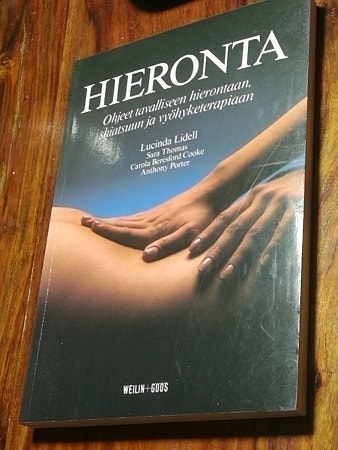 HIERONTA
Ohjeet tavalliseen hierontaan,
shiatsuun ja vyöhyketerapiaan
Lucinda Lidell
Sara Thomas
Carola Beresford Cooke
Anthony Porter
WEILIN+GÖÖS